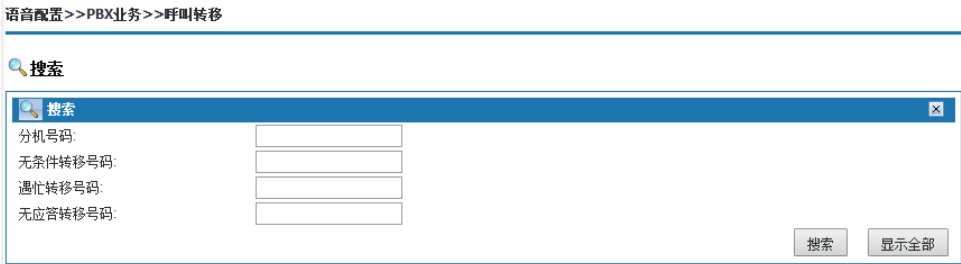 语音配置>>PBX业务>>呼叫转移
搜索
搜索
分机号码:
无条件转移号码:
遇忙转移号码:
无应答转移号码:
搜索 显示全部